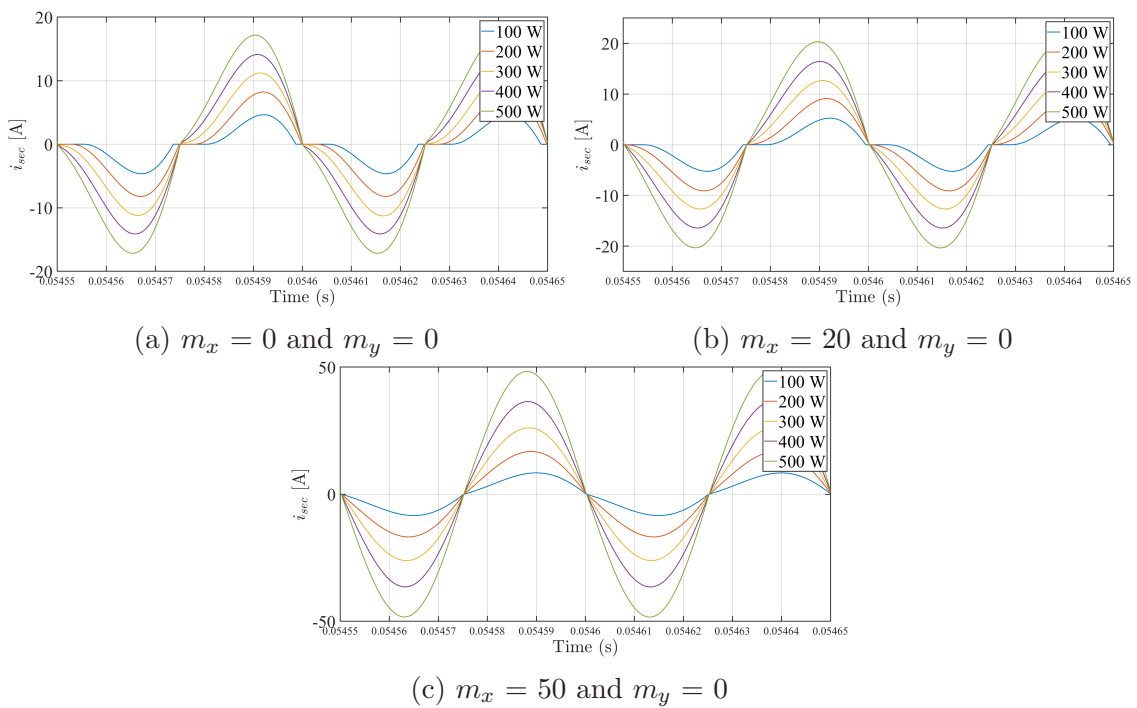 20
10
0
-10
-20
i_sec [A]
100 W
200 W
300 W
400 W
500 W
0.05455 0.05456 0.05457 0.05458 0.05459 0.0546 0.05461 0.05462 0.05463 0.05464 0.05465
Time (s)
(a) m_x = 0 and m_y = 0
20
10
0
-10
-20
i_sec [A]
100 W
200 W
300 W
400 W
500 W
0.05455 0.05456 0.05457 0.05458 0.05459 0.0546 0.05461 0.05462 0.05463 0.05464 0.05465
Time (s)
(b) m_x = 20 and m_y = 0
50
0
-50
i_sec [A]
100 W
200 W
300 W
400 W
500 W
0.05455 0.05456 0.05457 0.05458 0.05459 0.0546 0.05461 0.05462 0.05463 0.05464 0.05465
Time (s)
(c) m_x = 50 and m_y = 0